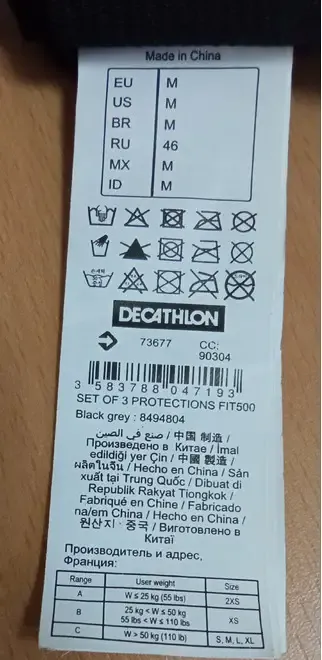 Made in China
EU M
US M
BR M
RU 46
MX M
ID M
DECATHLON
73677 CC:
90304
3 583788 047193
SET OF 3 PROTECTIONS FIT500
Black grey : 8494804
صنع في الصين / 中国 制造 /
Произведено в Китае / İmal
edildiği yer Çin / 中國 製造 /
ผลิตในจีน / Hecho en China / Sản
xuất tại Trung Quốc / Dibuat di
Republik Rakyat Tiongkok /
Fabriqué en Chine / Fabricado
na/em China / Hecho en China /
원산지 : 중국 / Виготовлено в
Китаї
Производитель и адрес,
Франция:
Range User weight Size
A W ≤ 25 kg (55 lbs) 2XS
B 25 kg < W ≤ 50 kg
55 lbs < W ≤ 110 lbs XS
C W > 50 kg (110 lb) S, M, L, XL